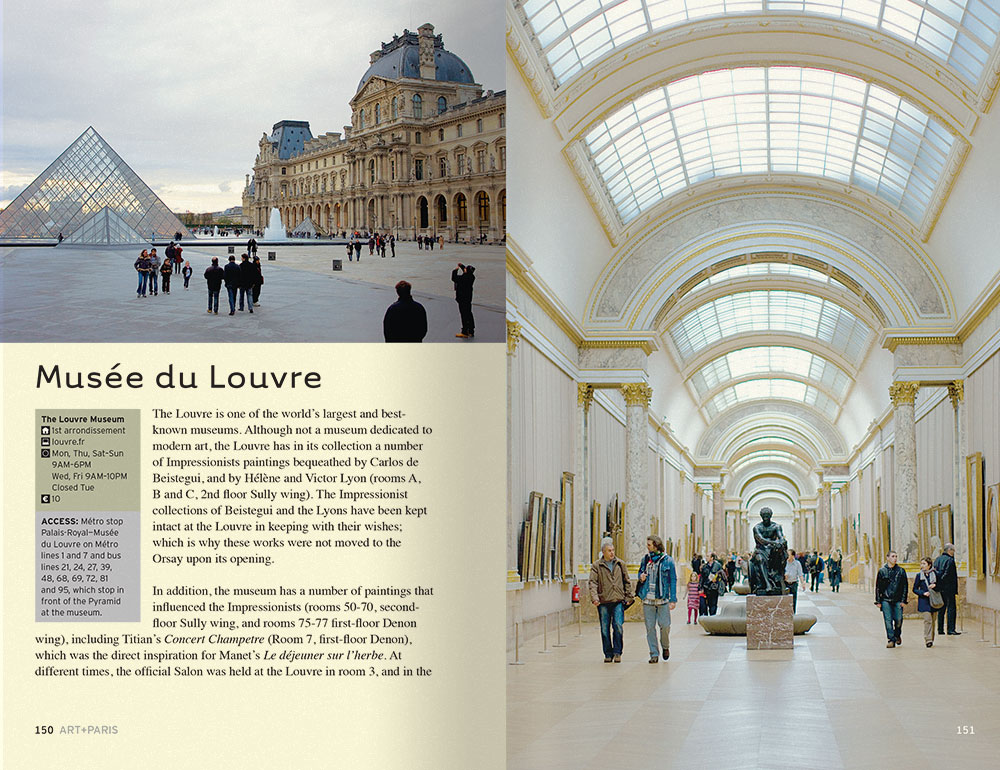 Musée du Louvre
The Louvre Museum
1st arrondissement
louvre.fr
Mon, Thu, Sat-Sun
9AM-6PM
Wed, Fri 9AM-10PM
Closed Tue
€ 10
ACCESS: Métro stop
Palais-Royal–Musée
du Louvre on Métro
lines 1 and 7 and bus
lines 21, 24, 27, 39,
48, 68, 69, 72, 81
and 95, which stop in
front of the Pyramid
at the museum.
The Louvre is one of the world's largest and best-
known museums. Although not a museum dedicated to
modern art, the Louvre has in its collection a number
of Impressionists paintings bequeathed by Carlos de
Beistegui, and by Hélène and Victor Lyon (rooms A,
B and C, 2nd floor Sully wing). The Impressionist
collections of Beistegui and the Lyons have been kept
intact at the Louvre in keeping with their wishes;
which is why these works were not moved to the
Orsay upon its opening.
In addition, the museum has a number of paintings that
influenced the Impressionists (rooms 50-70, second-
floor Sully wing, and rooms 75-77 first-floor Denon
wing), including Titian's Concert Champetre (Room 7, first-floor Denon),
which was the direct inspiration for Manet's Le déjeuner sur l'herbe. At
different times, the official Salon was held at the Louvre in room 3, and in the
150 ART+PARIS
151